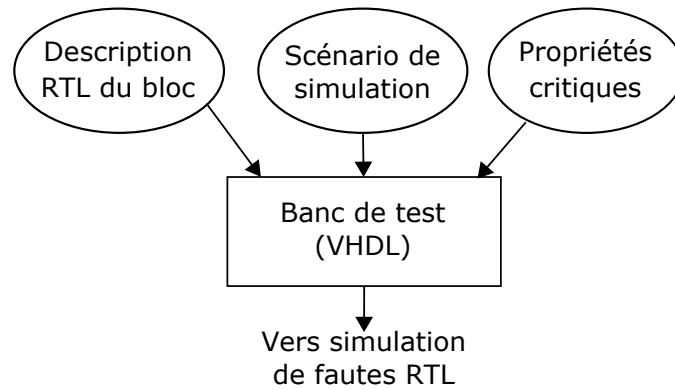 Description
RTL du bloc
Scénario de
simulation
Propriétés
critiques
Banc de test
(VHDL)
Vers simulation
de fautes RTL